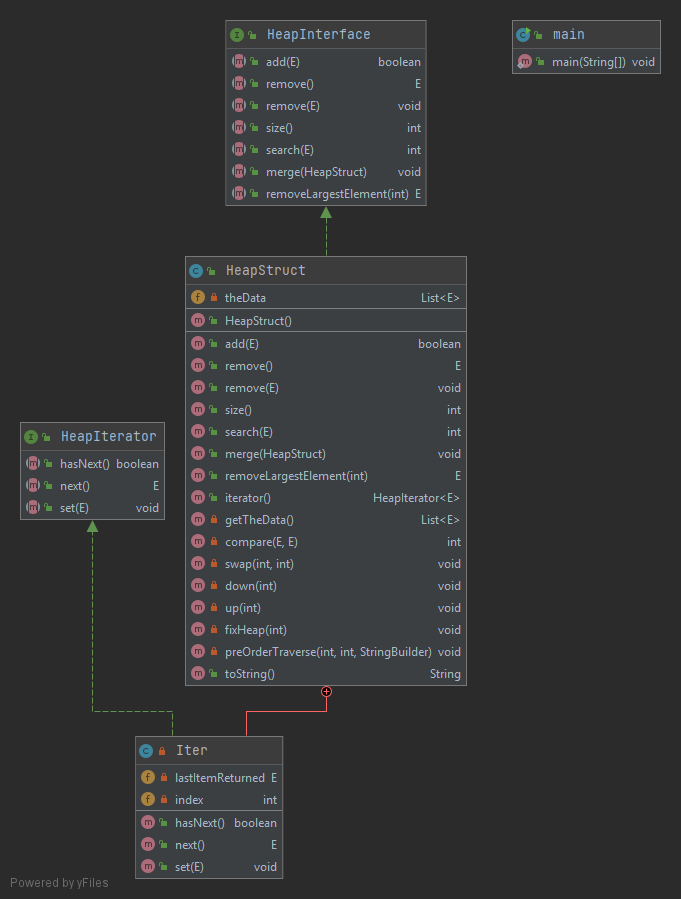 HeapInterface
add(E) boolean
remove() E
remove(E) void
size() int
search(E) int
merge(HeapStruct) void
removeLargestElement(int) E
main
main(String[]) void
HeapStruct
theData List<E>
HeapStruct()
add(E) boolean
remove() E
remove(E) void
size() int
search(E) int
merge(HeapStruct) void
removeLargestElement(int) E
iterator() HeapIterator<E>
getTheData() List<E>
compare(E, E) int
swap(int, int) void
down(int) void
up(int) void
fixHeap(int) void
preOrderTraverse(int, int, StringBuilder) void
toString() String
HeapIterator
hasNext() boolean
next() E
set(E) void
Iter
lastItemReturned E
index int
hasNext() boolean
next() E
set(E) void
Powered by yFiles